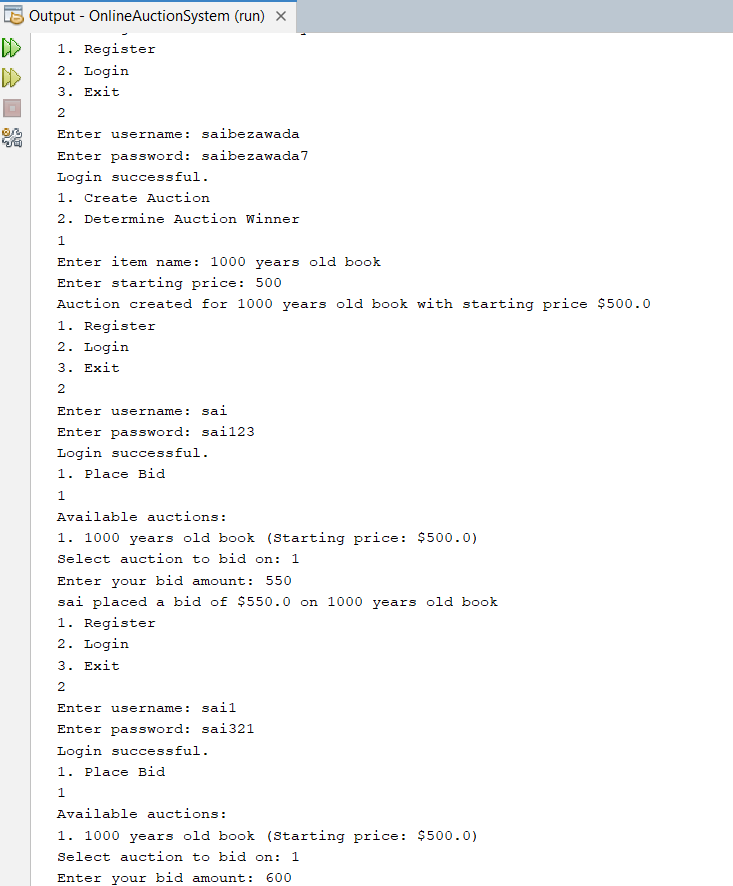 Output - OnlineAuctionSystem (run)
1. Register
2. Login
3. Exit
2
Enter username: saibezawada
Enter password: saibezawada7
Login successful.
1. Create Auction
2. Determine Auction Winner
1
Enter item name: 1000 years old book
Enter starting price: 500
Auction created for 1000 years old book with starting price $500.0
1. Register
2. Login
3. Exit
2
Enter username: sai
Enter password: sai123
Login successful.
1. Place Bid
1
Available auctions:
1. 1000 years old book (Starting price: $500.0)
Select auction to bid on: 1
Enter your bid amount: 550
sai placed a bid of $550.0 on 1000 years old book
1. Register
2. Login
3. Exit
2
Enter username: sai1
Enter password: sai321
Login successful.
1. Place Bid
1
Available auctions:
1. 1000 years old book (Starting price: $500.0)
Select auction to bid on: 1
Enter your bid amount: 600